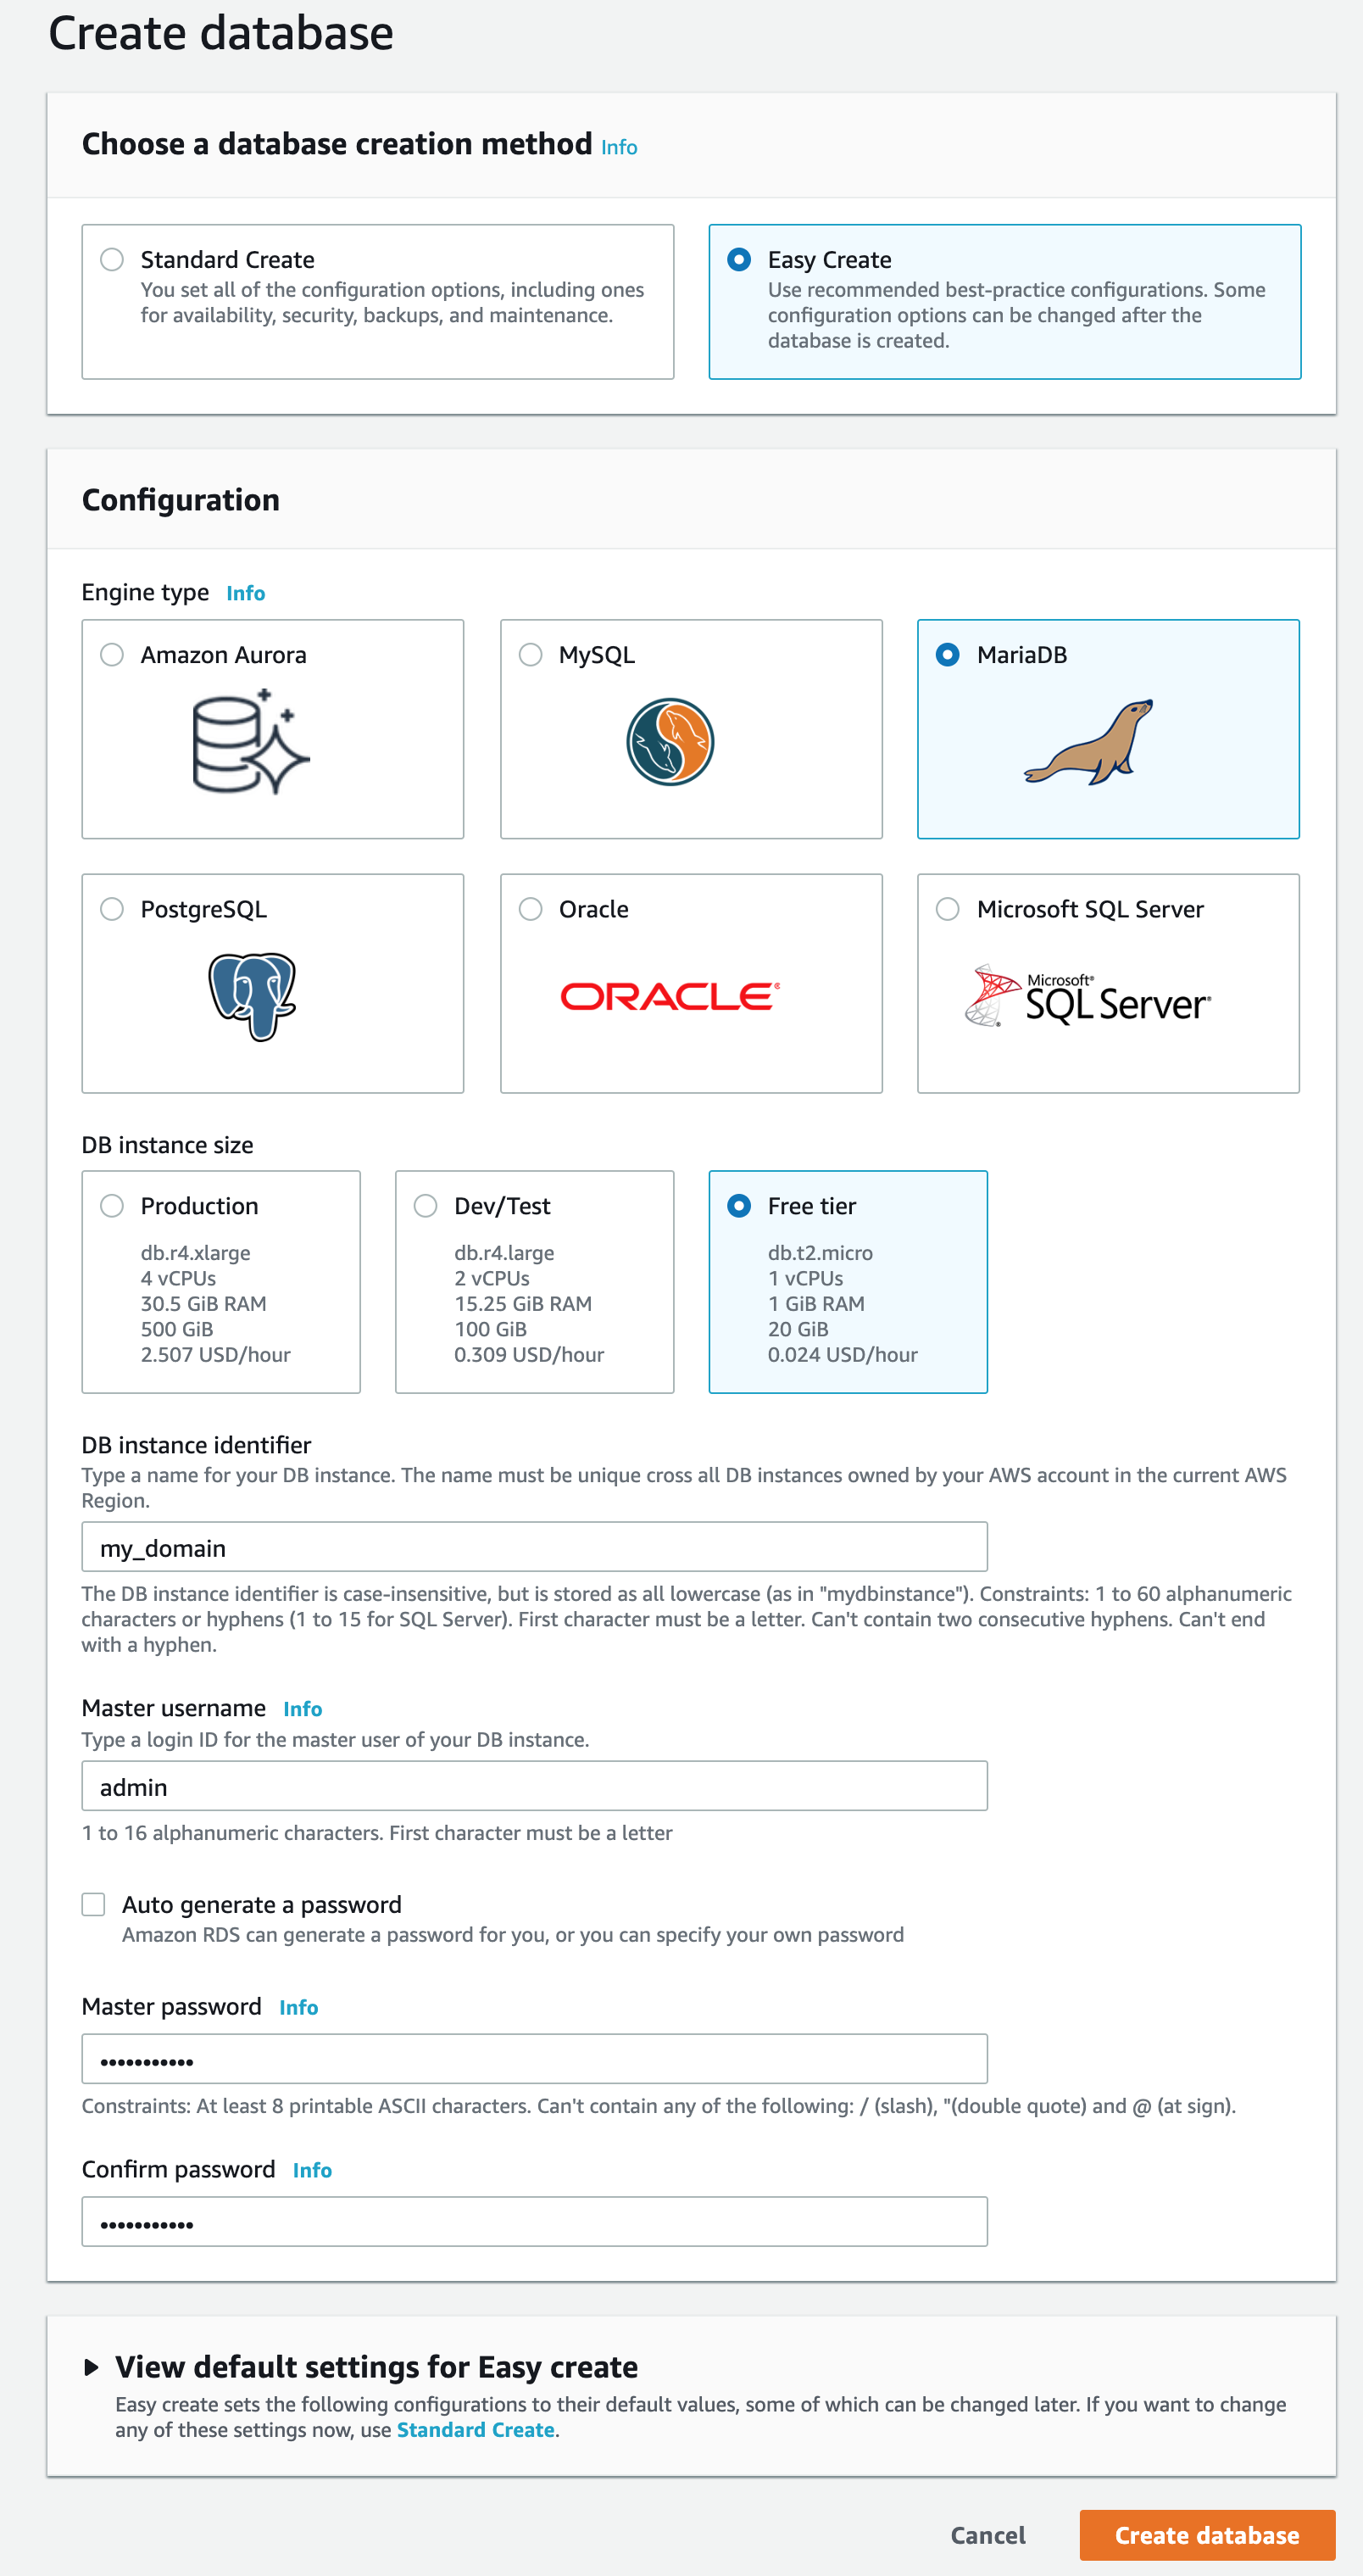 Create database
Choose a database creation method Info
Standard Create
You set all of the configuration options, including ones
for availability, security, backups, and maintenance.
Easy Create
Use recommended best-practice configurations. Some
configuration options can be changed after the
database is created.
Configuration
Engine type Info
Amazon Aurora
MySQL
MariaDB
PostgreSQL
Oracle
ORACLE®
Microsoft SQL Server
Microsoft®
SQL Server®
DB instance size
Production
db.r4.xlarge
4 vCPUs
30.5 GiB RAM
500 GiB
2.507 USD/hour
Dev/Test
db.r4.large
2 vCPUs
15.25 GiB RAM
100 GiB
0.309 USD/hour
Free tier
db.t2.micro
1 vCPUs
1 GiB RAM
20 GiB
0.024 USD/hour
DB instance identifier
Type a name for your DB instance. The name must be unique cross all DB instances owned by your AWS account in the current AWS
Region.
my_domain
The DB instance identifier is case-insensitive, but is stored as all lowercase (as in "mydbinstance"). Constraints: 1 to 60 alphanumeric
characters or hyphens (1 to 15 for SQL Server). First character must be a letter. Can't contain two consecutive hyphens. Can't end
with a hyphen.
Master username Info
Type a login ID for the master user of your DB instance.
admin
1 to 16 alphanumeric characters. First character must be a letter
Auto generate a password
Amazon RDS can generate a password for you, or you can specify your own password
Master password Info
•••••••••••
Constraints: At least 8 printable ASCII characters. Can't contain any of the following: / (slash), "(double quote) and @ (at sign).
Confirm password Info
•••••••••••
View default settings for Easy create
Easy create sets the following configurations to their default values, some of which can be changed later. If you want to change
any of these settings now, use Standard Create.
Cancel
Create database